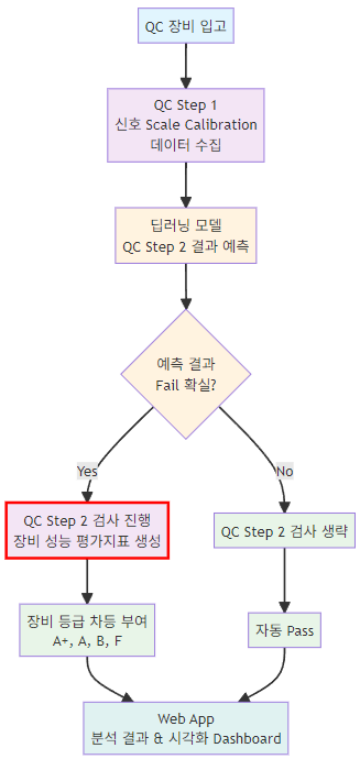 QC 장비 입고
QC Step 1
신호 Scale Calibration
데이터 수집
딥러닝 모델
QC Step 2 결과 예측
예측 결과
Fail 확실?
Yes
No
QC Step 2 검사 진행
장비 성능 평가지표 생성
QC Step 2 검사 생략
장비 등급 차등 부여
A+, A, B, F
자동 Pass
Web App
분석 결과 & 시각화 Dashboard